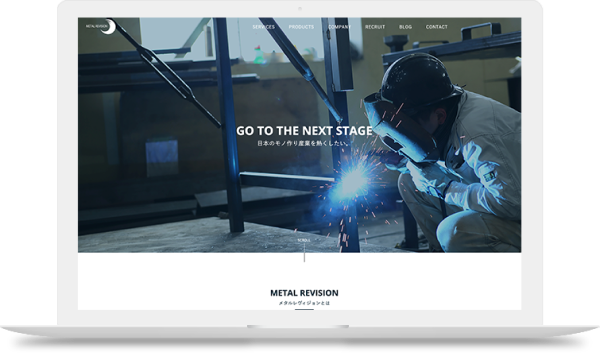 METAL REVISION
SERVICES PRODUCTS COMPANY RECRUIT BLOG CONTACT
GO TO THE NEXT STAGE
日本のモノ作り産業を熱くしたい。
SCROLL
METAL REVISION
メタルレヴィジョンとは